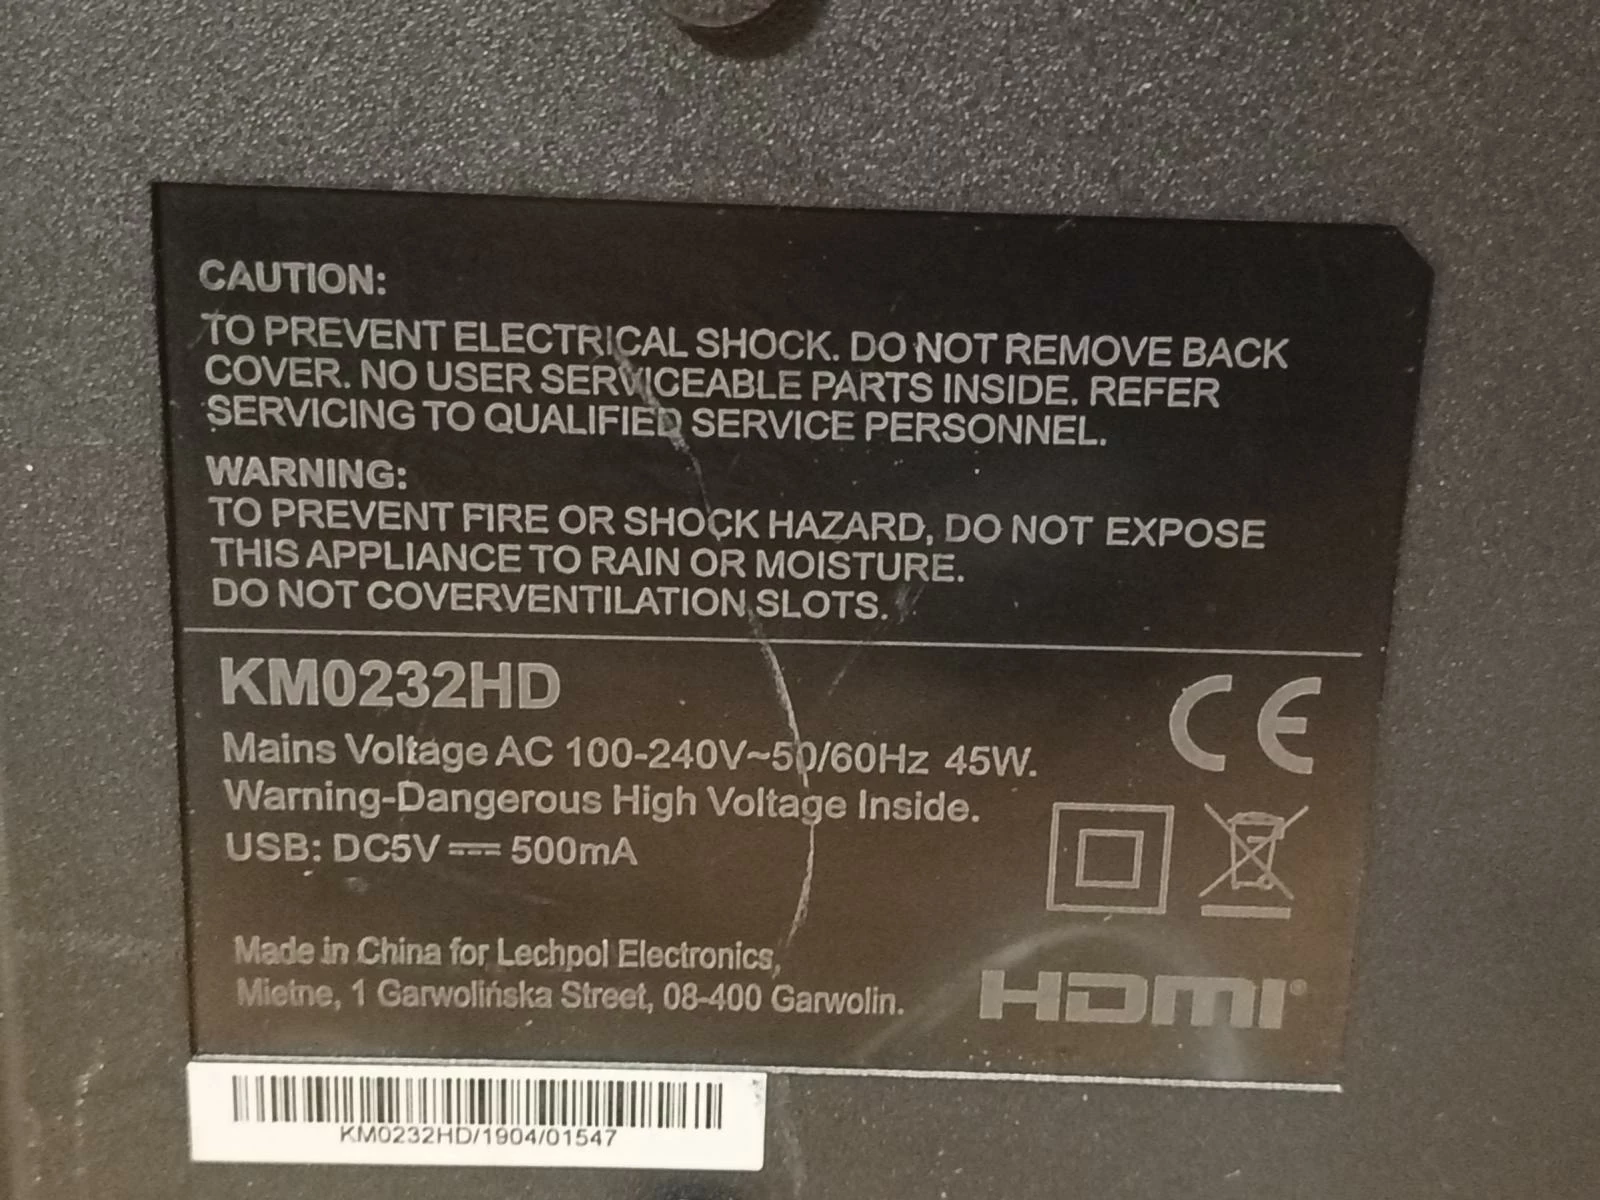 CAUTION:
TO PREVENT ELECTRICAL SHOCK. DO NOT REMOVE BACK
COVER. NO USER SERVICEABLE PARTS INSIDE. REFER
SERVICING TO QUALIFIED SERVICE PERSONNEL.
WARNING:
TO PREVENT FIRE OR SHOCK HAZARD, DO NOT EXPOSE
THIS APPLIANCE TO RAIN OR MOISTURE.
DO NOT COVERVENTILATION SLOTS.
KM0232HD
CE
Mains Voltage AC 100-240V~50/60Hz 45W.
Warning-Dangerous High Voltage Inside.
USB: DC5V ⎓ 500mA
Made in China for Lechpol Electronics,
Mietne, 1 Garwolińska Street, 08-400 Garwolin.
HDMI®
KM0232HD/1904/01547